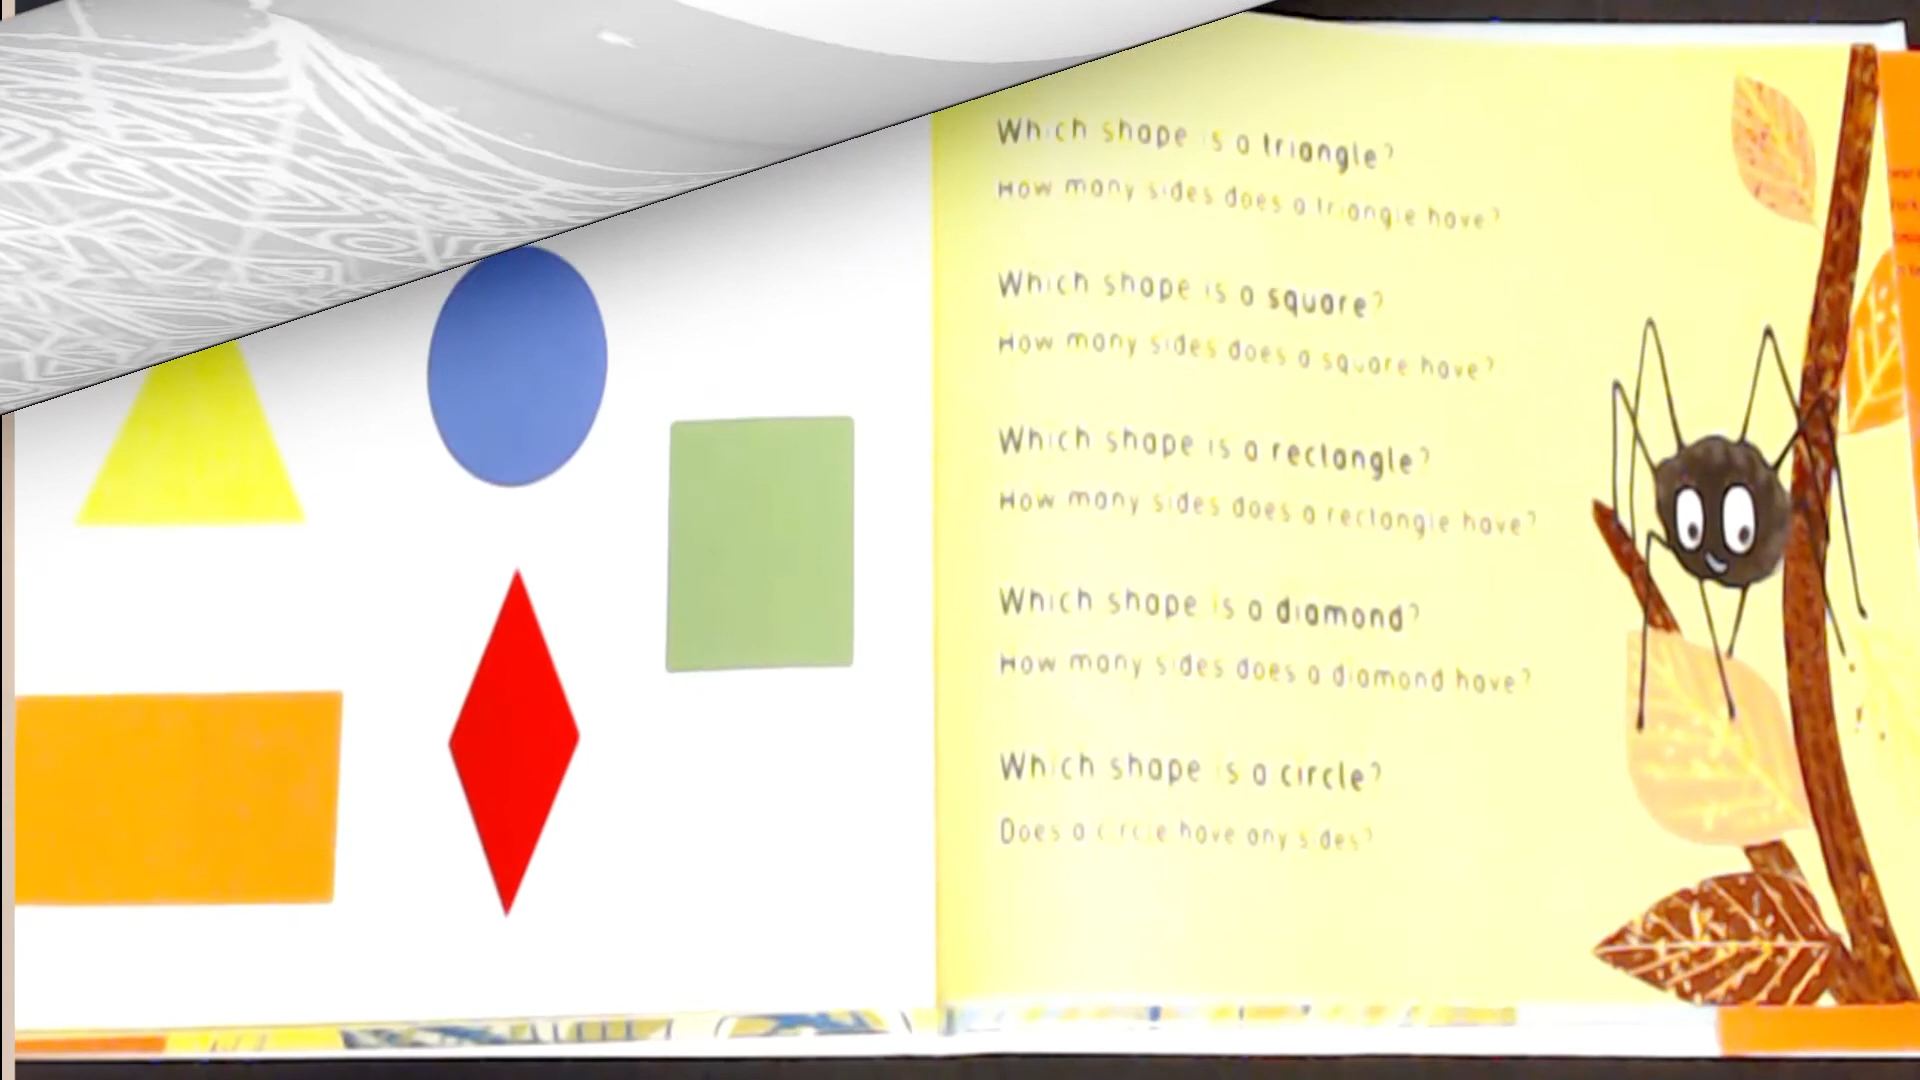 Which shape is a triangle?
How many sides does a triangle have?
Which shape is a square?
How many sides does a square have?
Which shape is a rectangle?
How many sides does a rectangle have?
Which shape is a diamond?
How many sides does a diamond have?
Which shape is a circle?
Does a circle have any sides?